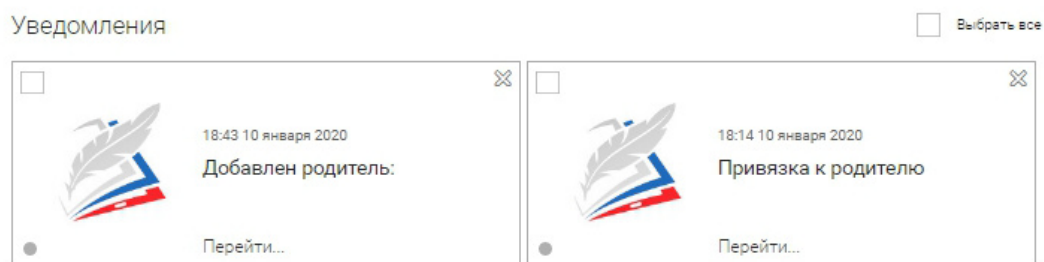 Уведомления
Выбрать все
18:43 10 января 2020
Добавлен родитель:
Перейти...
18:14 10 января 2020
Привязка к родителю
Перейти...